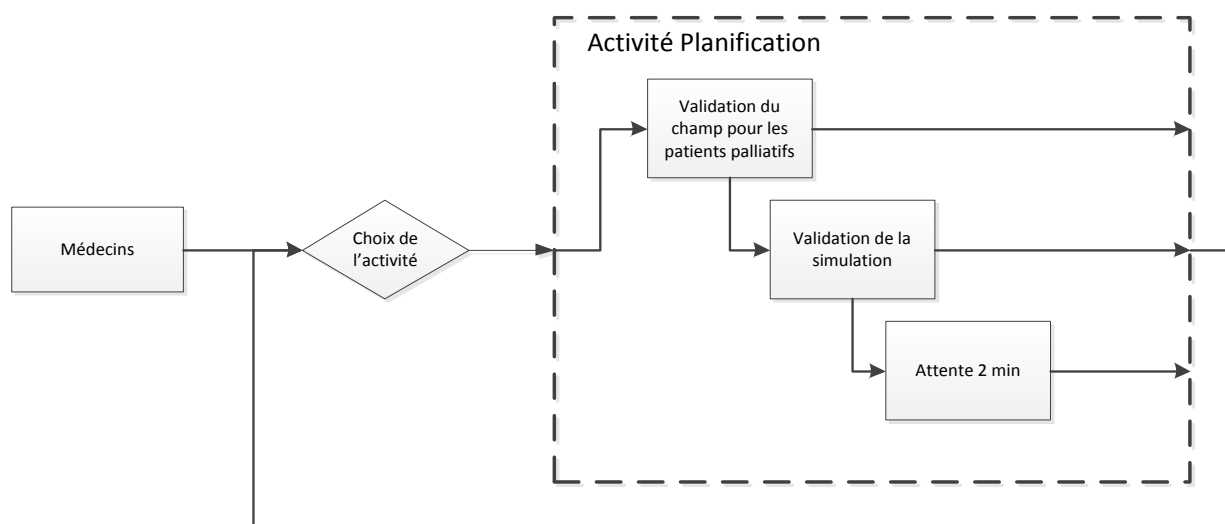 Activité Planification
Validation du
champ pour les
patients palliatifs
Médecins
Choix de
l'activité
Validation de la
simulation
Attente 2 min